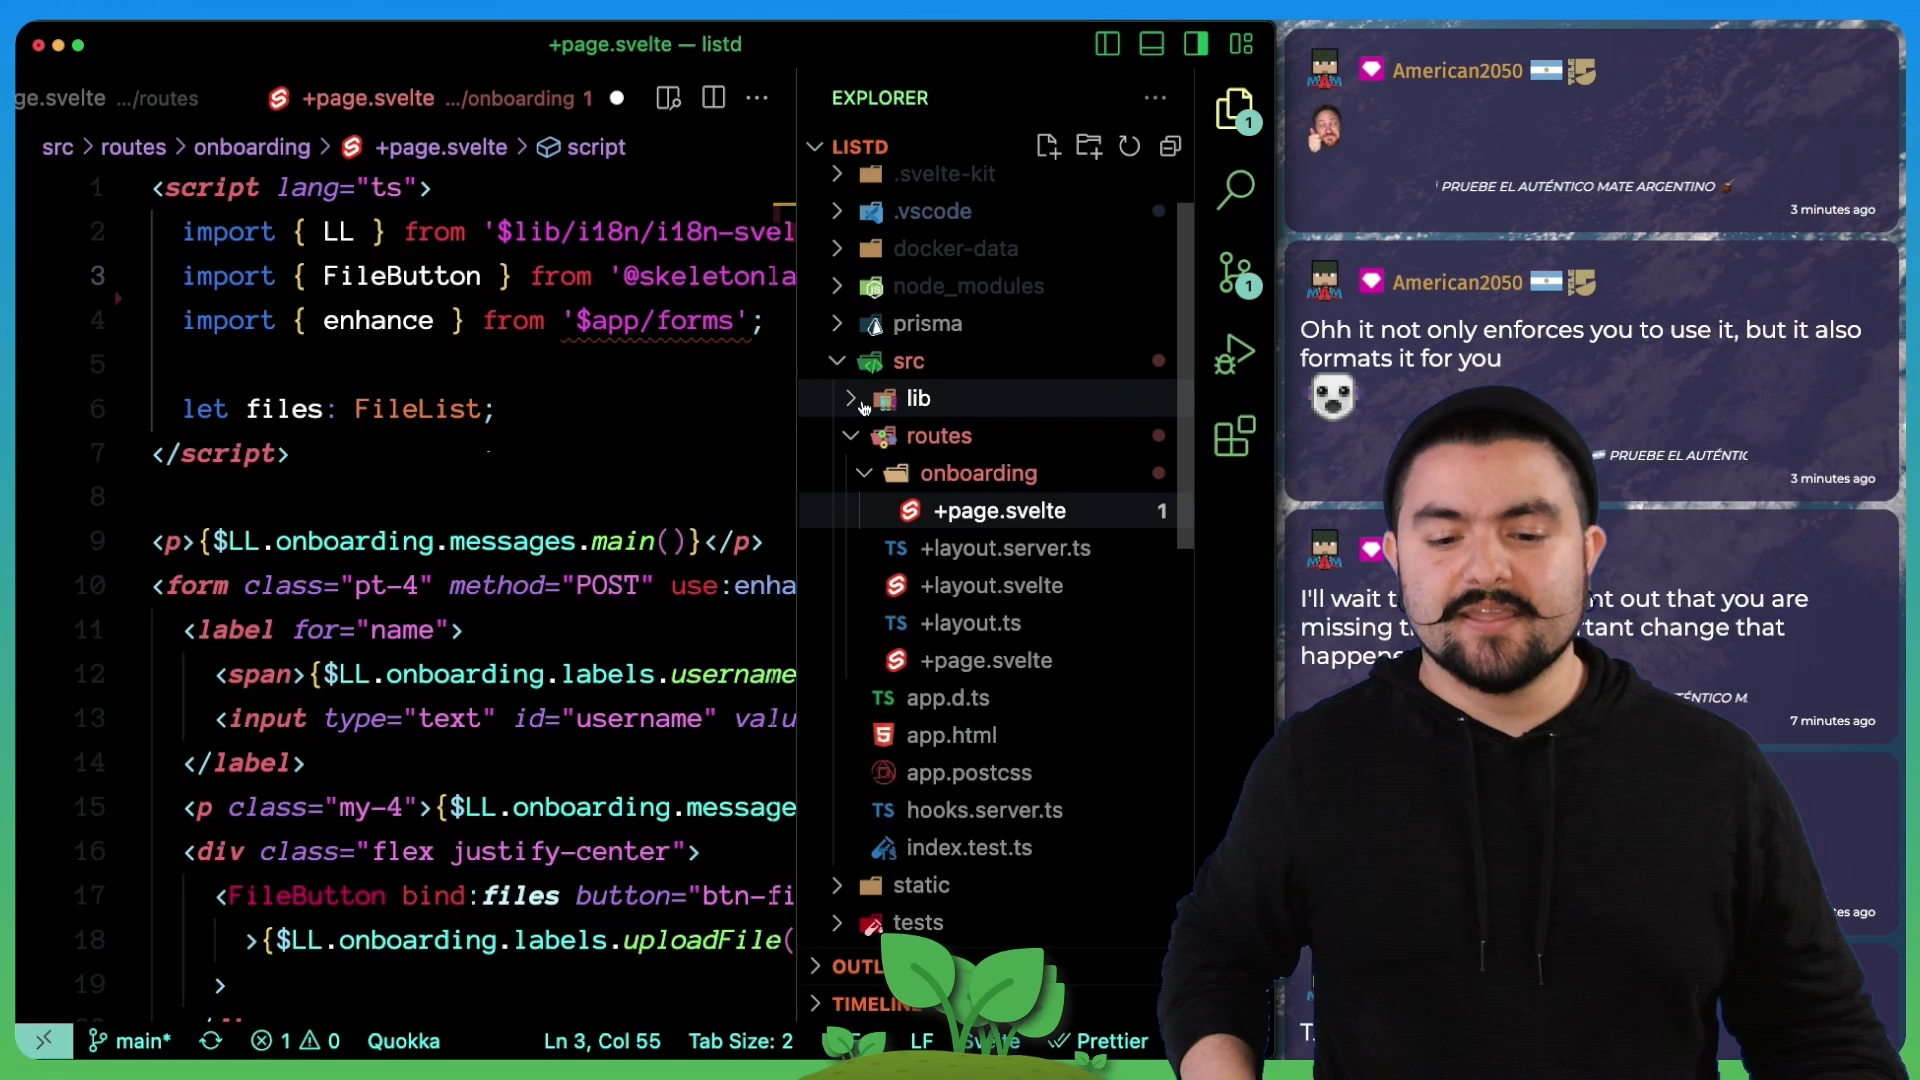 +page.svelte — listd
ge.svelte .../routes
+page.svelte .../onboarding 1
src > routes > onboarding > +page.svelte > script
1 <script lang="ts">
2 import { LL } from '$lib/i18n/i18n-svel
3 import { FileButton } from '@skeletonla
4 import { enhance } from '$app/forms';
5
6 let files: FileList;
7 </script>
8
9 <p>{$LL.onboarding.messages.main()}</p>
10 <form class="pt-4" method="POST" use:enha
11 <label for="name">
12 <span>{$LL.onboarding.labels.username
13 <input type="text" id="username" valu
14 </label>
15 <p class="my-4">{$LL.onboarding.message
16 <div class="flex justify-center">
17 <FileButton bind:files button="btn-fi
18 >{$LL.onboarding.labels.uploadFile(
19 >
main*
1 0
Quokka
Ln 3, Col 55
Tab Size: 2
LF
Prettier
EXPLORER
LISTD
.svelte-kit
.vscode
docker-data
node_modules
prisma
src
lib
routes
onboarding
+page.svelte 1
+layout.server.ts
+layout.svelte
+layout.ts
+page.svelte
app.d.ts
app.html
app.postcss
hooks.server.ts
index.test.ts
static
tests
OUTL
TIMELIN
1
1
American2050
PRUEBE EL AUTÉNTICO MATE ARGENTINO
3 minutes ago
American2050
Ohh it not only enforces you to use it, but it also
formats it for you
PRUEBE EL AUTÉNTIC
3 minutes ago
I'll wait t nt out that you are
missing t rtant change that
happene
TÉNTICO M
7 minutes ago
es ago